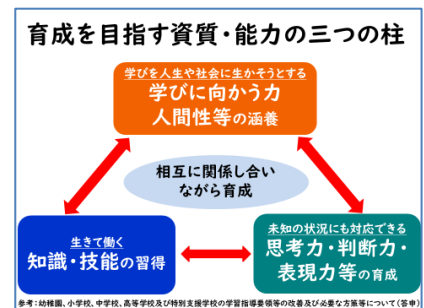 育成を目指す資質・能力の三つの柱
学びを人生や社会に生かそうとする
学びに向かう力
人間性等の涵養
相互に関係し合い
ながら育成
生きて働く
知識・技能の習得
未知の状況にも対応できる
思考力・判断力・
表現力等の育成
参考:幼稚園、小学校、中学校、高等学校及び特別支援学校の学習指導要領等の改善及び必要な方策等について(答申)